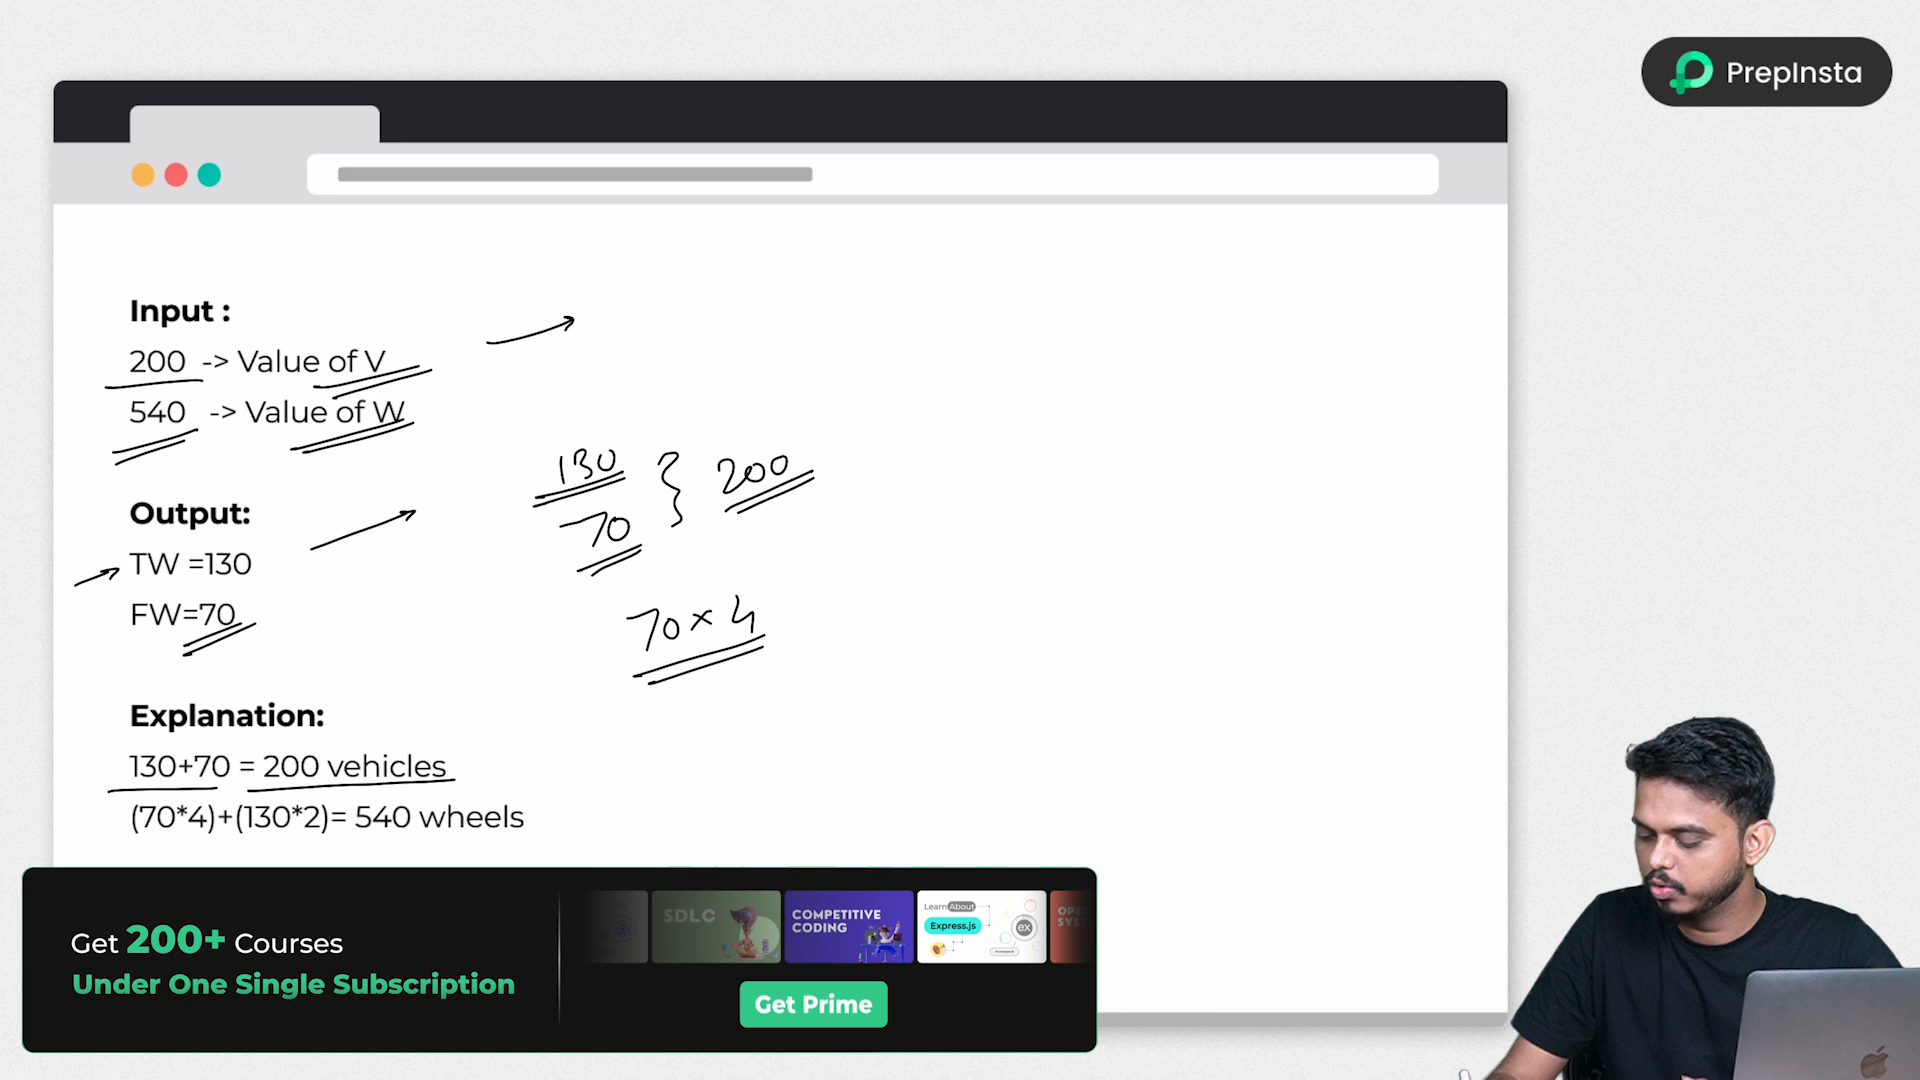 PrepInsta
Input :
200 -> Value of V
540 -> Value of W
130
70
} 200
Output:
TW =130
FW=70
70 × 4
Explanation:
130+70 = 200 vehicles
(70*4)+(130*2)= 540 wheels
Get 200+ Courses
Under One Single Subscription
SDLC
COMPETITIVE
CODING
Learn About
Express.js
ex
Get Prime